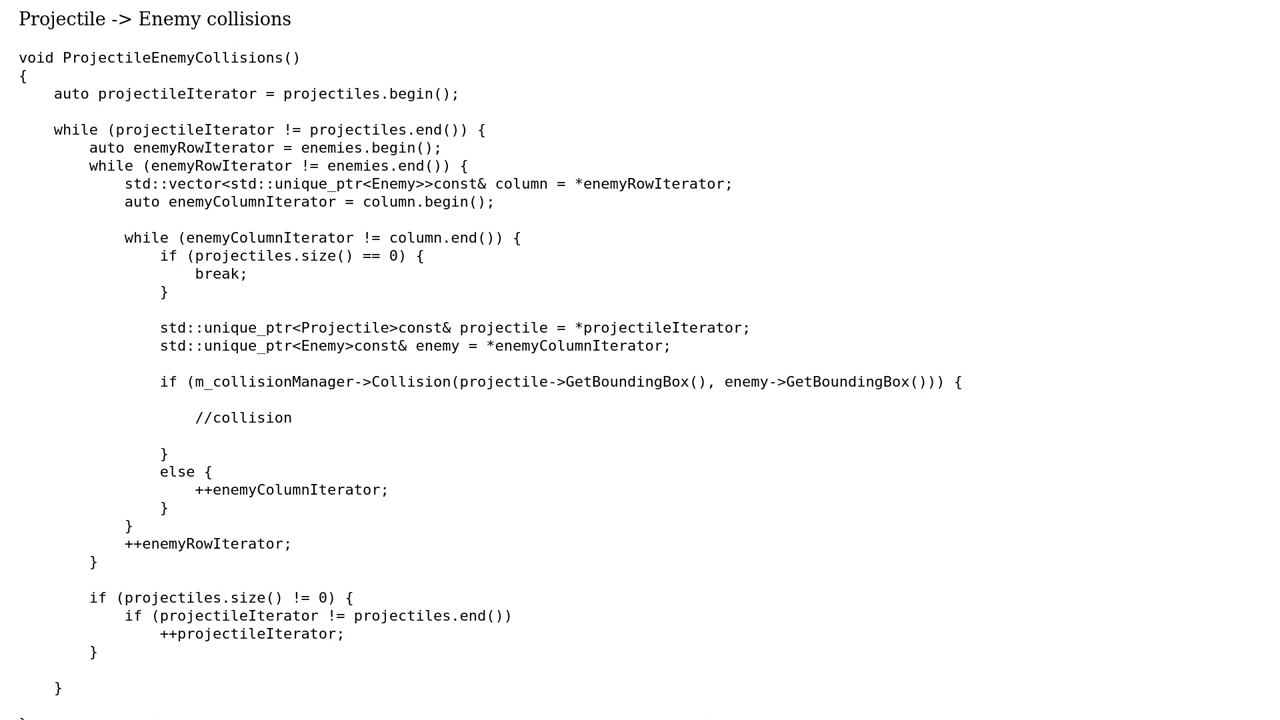 Projectile -> Enemy collisions
void ProjectileEnemyCollisions()
{
    auto projectileIterator = projectiles.begin();
    while (projectileIterator != projectiles.end()) {
        auto enemyRowIterator = enemies.begin();
        while (enemyRowIterator != enemies.end()) {
            std::vector<std::unique_ptr<Enemy>>const& column = *enemyRowIterator;
            auto enemyColumnIterator = column.begin();
            while (enemyColumnIterator != column.end()) {
                if (projectiles.size() == 0) {
                    break;
                }
                std::unique_ptr<Projectile>const& projectile = *projectileIterator;
                std::unique_ptr<Enemy>const& enemy = *enemyColumnIterator;
                if (m_collisionManager->Collision(projectile->GetBoundingBox(), enemy->GetBoundingBox())) {
                    //collision
                }
                else {
                    ++enemyColumnIterator;
                }
            }
            ++enemyRowIterator;
        }
        if (projectiles.size() != 0) {
            if (projectileIterator != projectiles.end())
                ++projectileIterator;
        }
    }
}